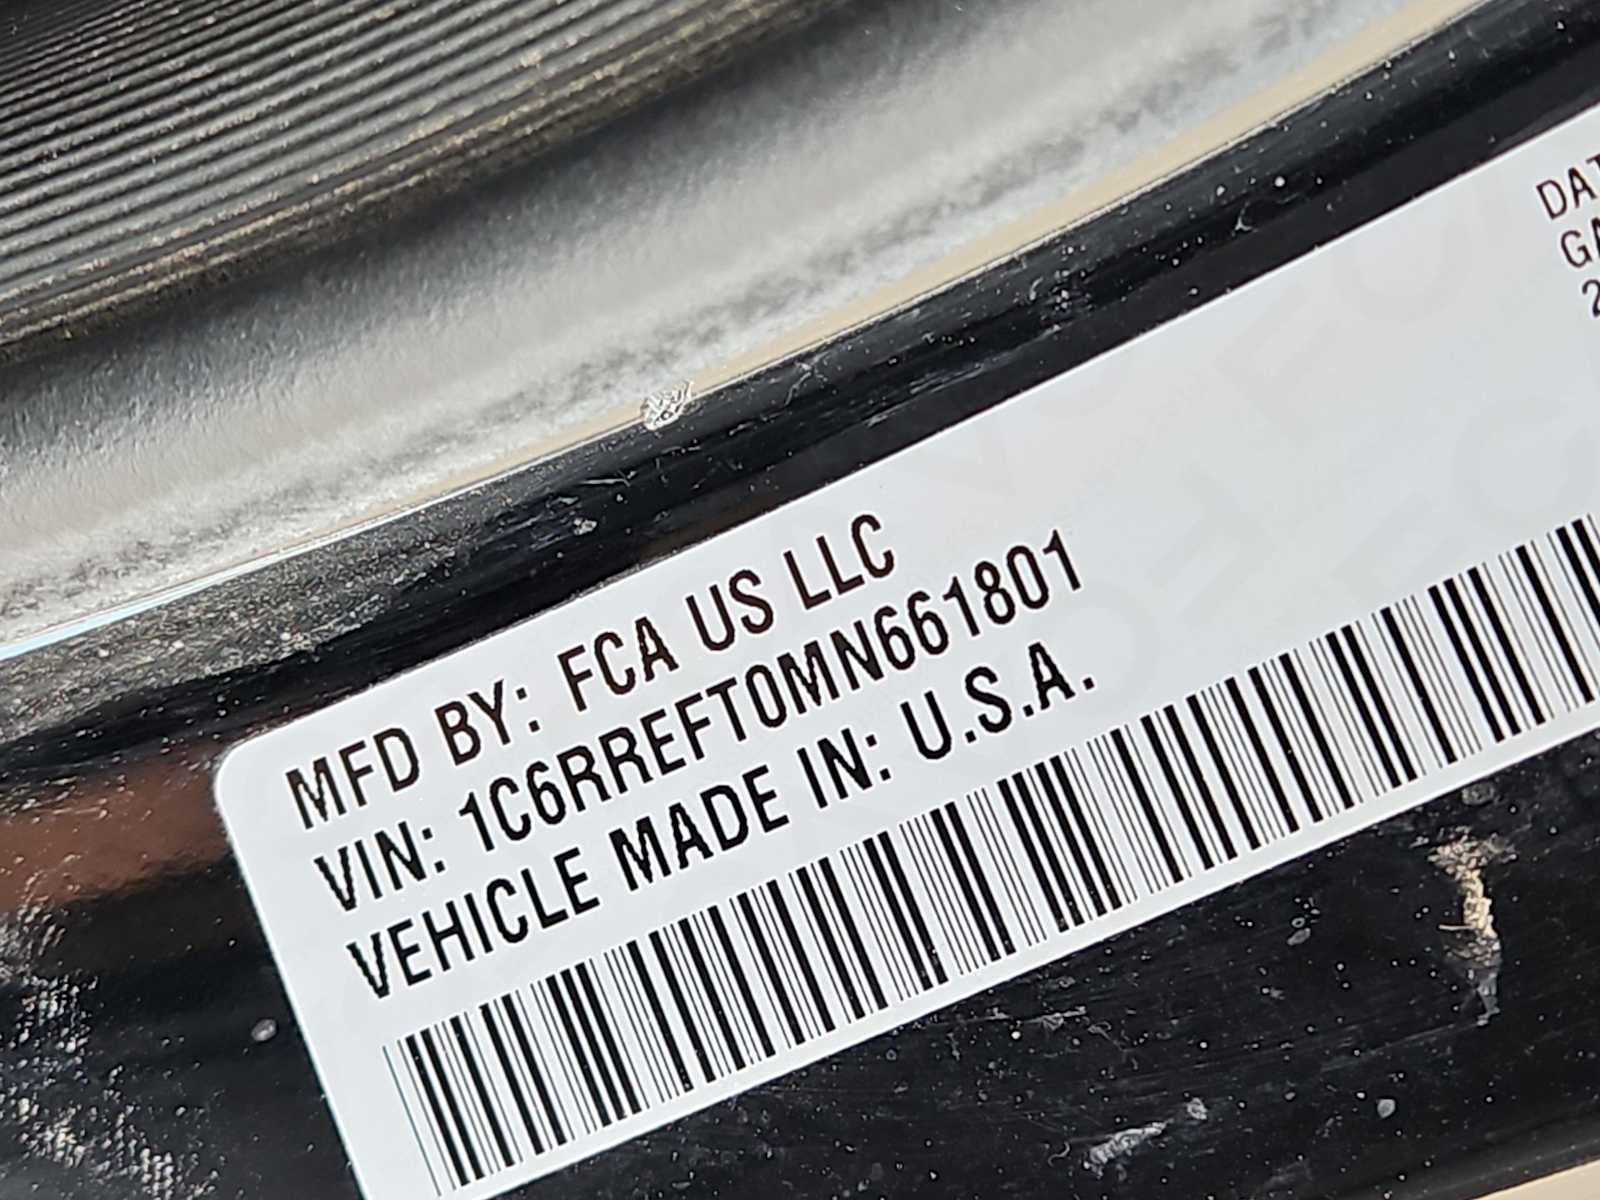 MFD BY: FCA US LLC
VIN: 1C6RREFT0MN661801
VEHICLE MADE IN: U.S.A.